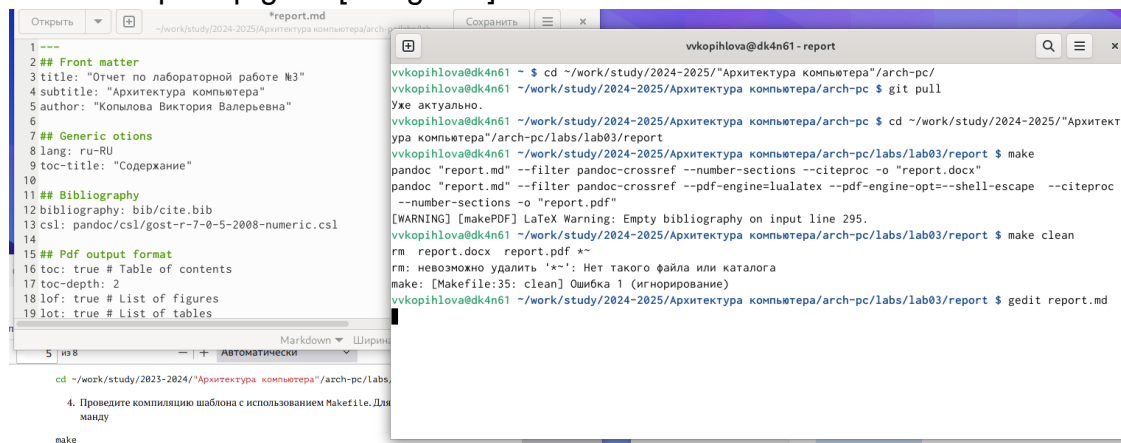 Открыть
*report.md
~/work/study/2024-2025/Архитектура компьютера/arch-pc/labs/lab
Сохранить
1 ---
2 ## Front matter
3 title: "Отчет по лабораторной работе №3"
4 subtitle: "Архитектура компьютера"
5 author: "Копылова Виктория Валерьевна"
6
7 ## Generic otions
8 lang: ru-RU
9 toc-title: "Содержание"
10
11 ## Bibliography
12 bibliography: bib/cite.bib
13 csl: pandoc/csl/gost-r-7-0-5-2008-numeric.csl
14
15 ## Pdf output format
16 toc: true # Table of contents
17 toc-depth: 2
18 lof: true # List of figures
19 lot: true # List of tables
Markdown
Ширин
5 из 8
Автоматически
cd ~/work/study/2023-2024/"Архитектура компьютера"/arch-pc/labs/
4. Проведите компиляцию шаблона с использованием Makefile. Для
манду
make
vvkopihlova@dk4n61 - report
vvkopihlova@dk4n61 ~ $ cd ~/work/study/2024-2025/"Архитектура компьютера"/arch-pc/
vvkopihlova@dk4n61 ~/work/study/2024-2025/Архитектура компьютера/arch-pc $ git pull
Уже актуально.
vvkopihlova@dk4n61 ~/work/study/2024-2025/Архитектура компьютера/arch-pc $ cd ~/work/study/2024-2025/"Архитект
ура компьютера"/arch-pc/labs/lab03/report
vvkopihlova@dk4n61 ~/work/study/2024-2025/Архитектура компьютера/arch-pc/labs/lab03/report $ make
pandoc "report.md" --filter pandoc-crossref --number-sections --citeproc -o "report.docx"
pandoc "report.md" --filter pandoc-crossref --pdf-engine=lualatex --pdf-engine-opt=--shell-escape --citeproc
--number-sections -o "report.pdf"
[WARNING] [makePDF] LaTeX Warning: Empty bibliography on input line 295.
vvkopihlova@dk4n61 ~/work/study/2024-2025/Архитектура компьютера/arch-pc/labs/lab03/report $ make clean
rm report.docx report.pdf *~
rm: невозможно удалить '*~': Нет такого файла или каталога
make: [Makefile:35: clean] Ошибка 1 (игнорирование)
vvkopihlova@dk4n61 ~/work/study/2024-2025/Архитектура компьютера/arch-pc/labs/lab03/report $ gedit report.md